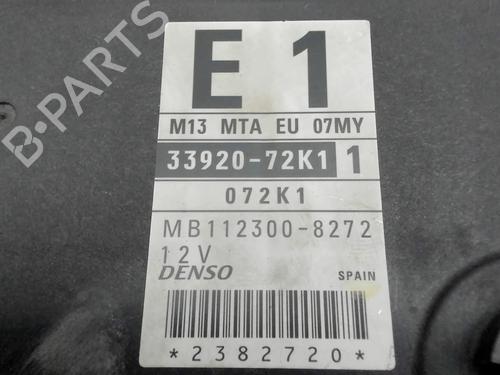 E 1
M13 MTA EU 07MY
33920-72K1 1
072K1
MB112300-8272
12V
DENSO SPAIN
*2382720*
B-PARTS